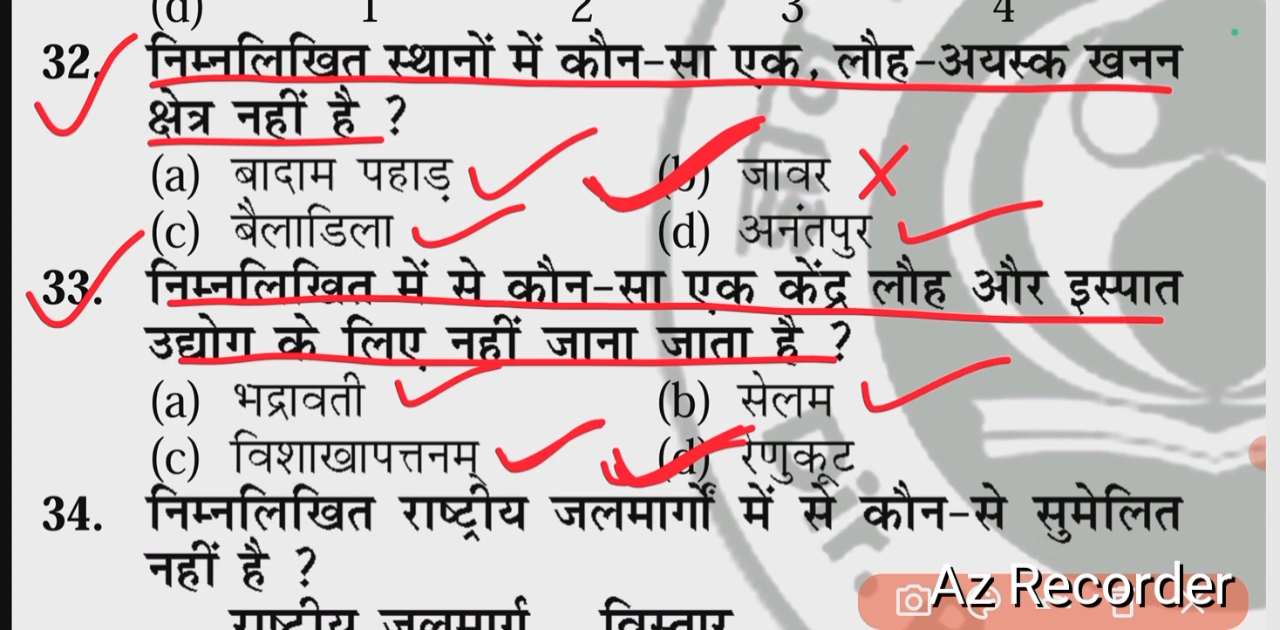 (d) 1 2 3 4
32. निम्नलिखित स्थानों में कौन-सा एक, लौह-अयस्क खनन
क्षेत्र नहीं है ?
(a) बादाम पहाड़ (b) जावर
(c) बैलाडिला (d) अनंतपुर
33. निम्नलिखित में से कौन-सा एक केंद्र लौह और इस्पात
उद्योग के लिए नहीं जाना जाता है ?
(a) भद्रावती (b) सेलम
(c) विशाखापत्तनम् (d) रेणुकूट
34. निम्नलिखित राष्ट्रीय जलमार्गों में से कौन-से सुमेलित
नहीं है ?
राष्ट्रीय जलमार्ग विस्तार
Az Recorder